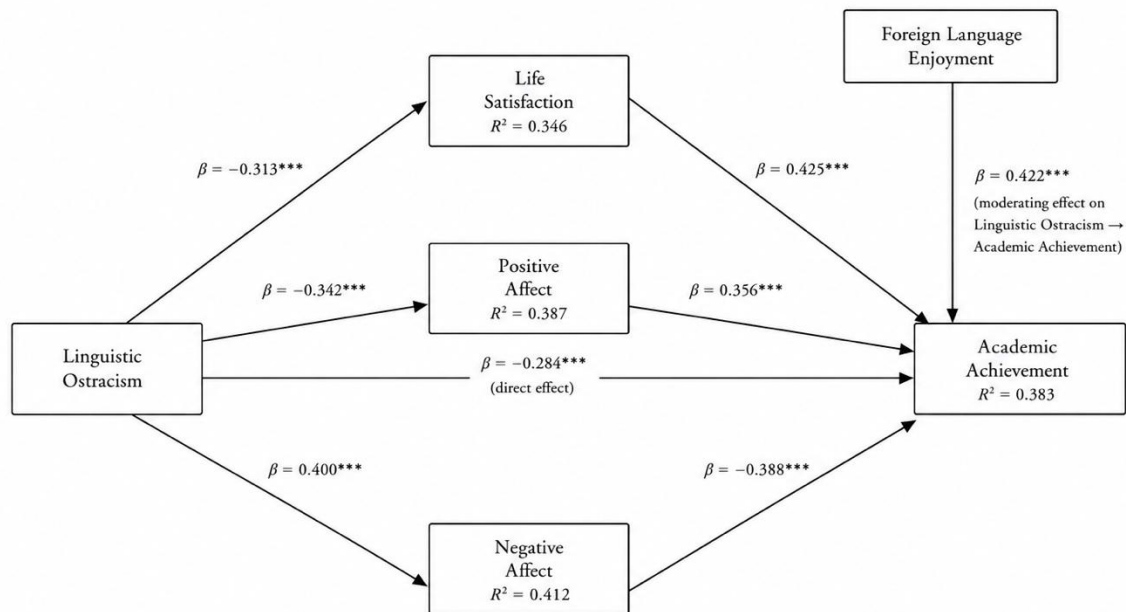 Foreign Language
Enjoyment
Life
Satisfaction
R² = 0.346
β = −0.313***
β = 0.425***
β = 0.422***
(moderating effect on
Linguistic Ostracism →
Academic Achievement)
Positive
Affect
R² = 0.387
β = −0.342***
β = 0.356***
Linguistic
Ostracism
β = −0.284***
(direct effect)
Academic
Achievement
R² = 0.383
β = 0.400***
β = −0.388***
Negative
Affect
R² = 0.412